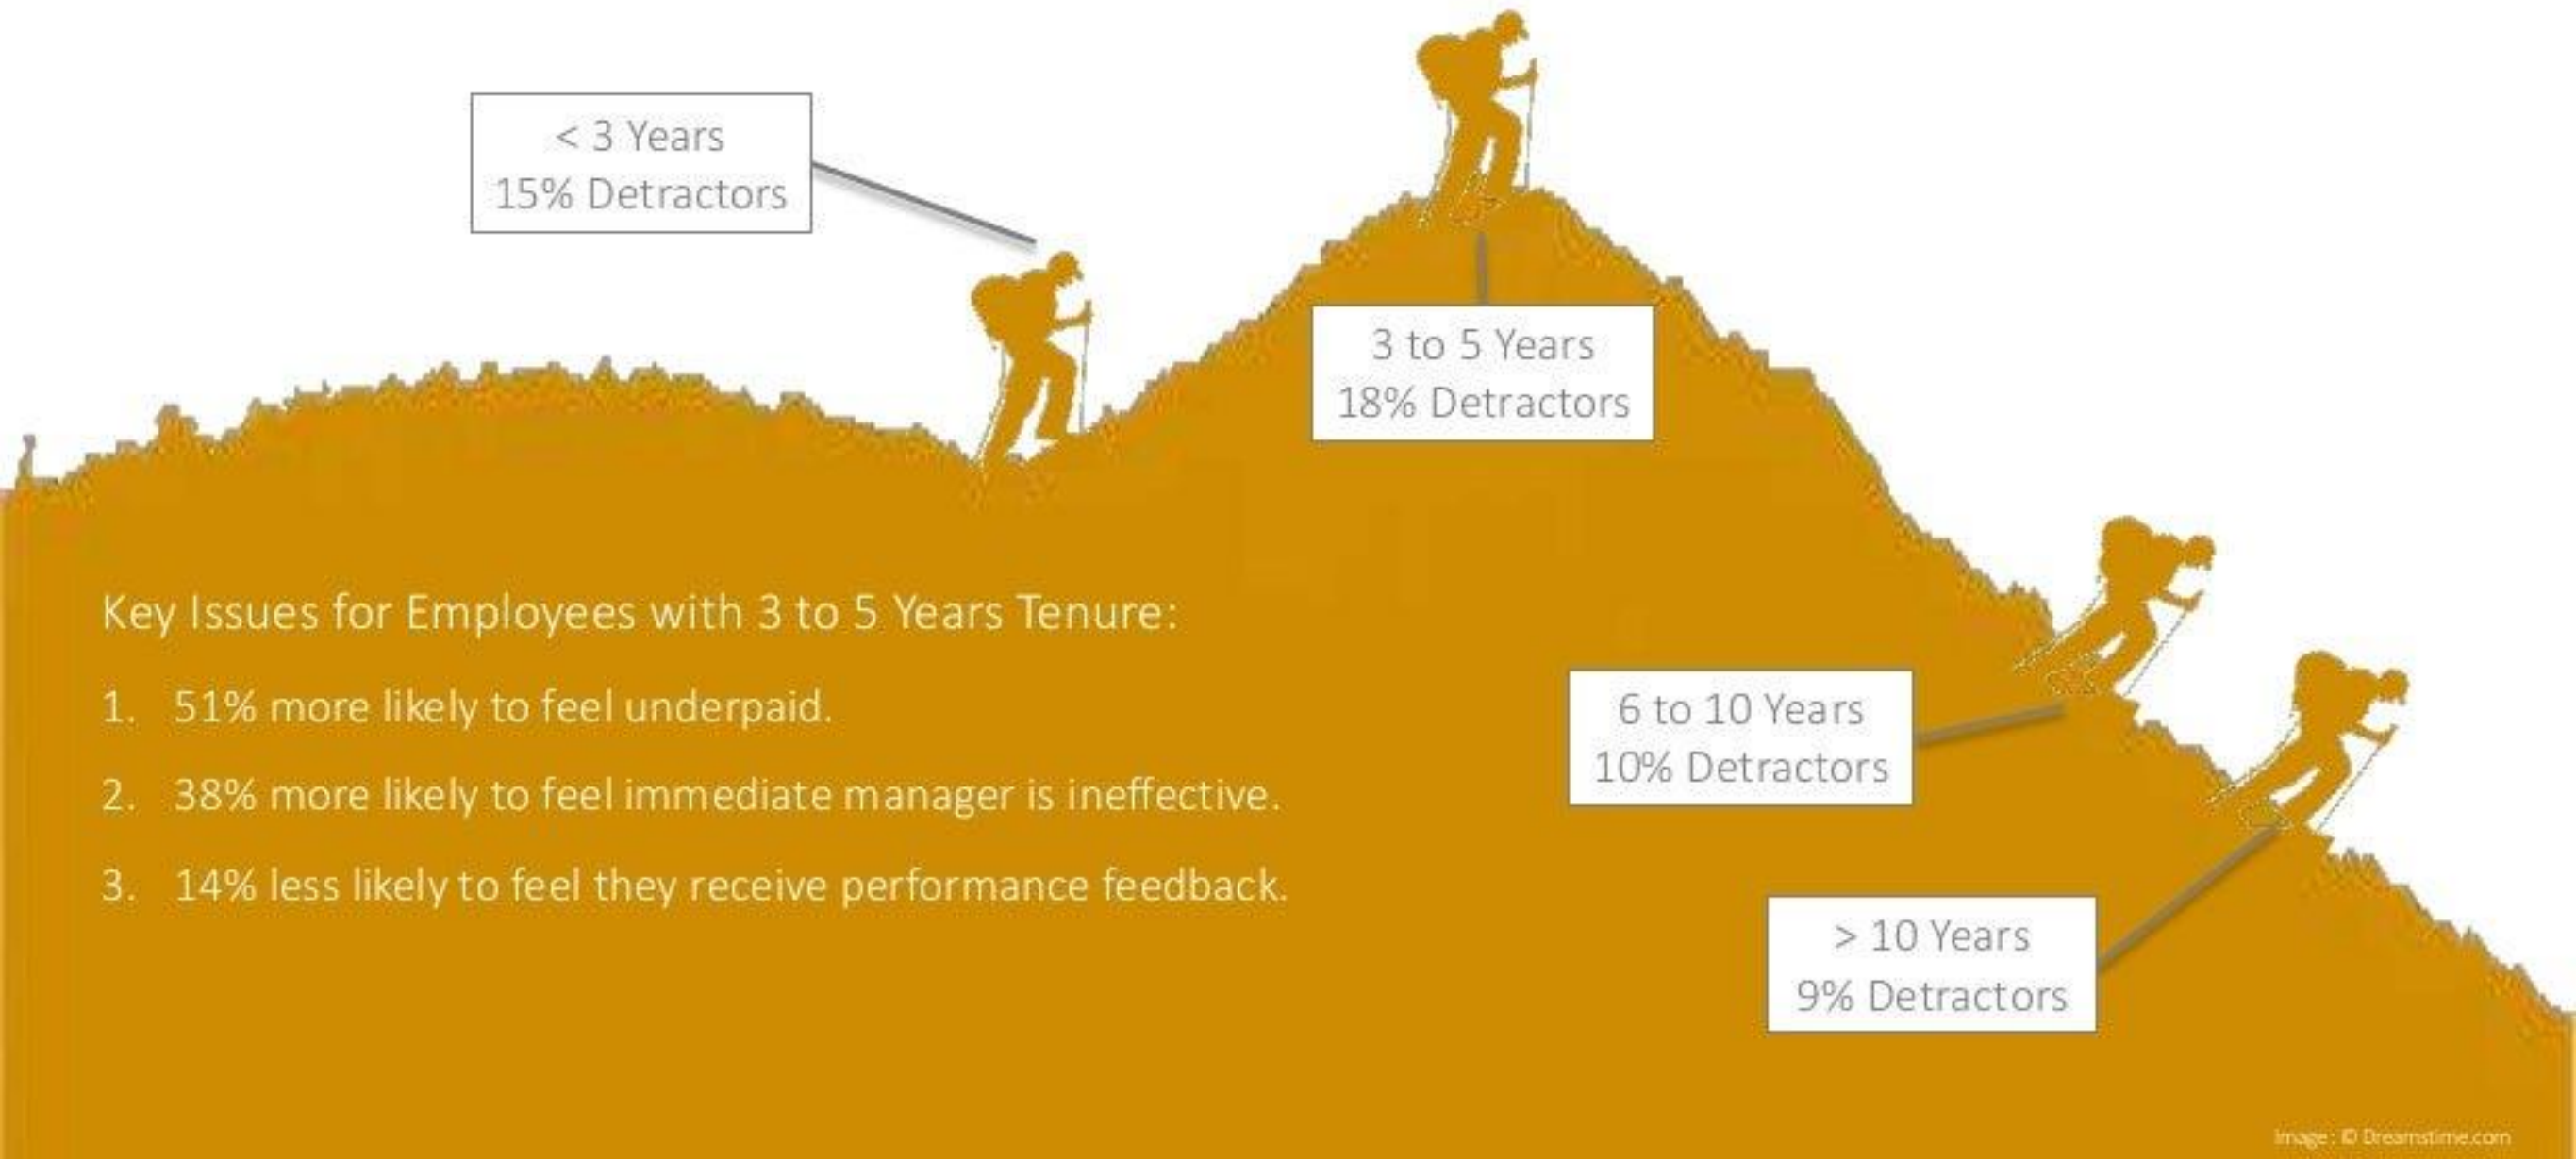 < 3 Years
15% Detractors
3 to 5 Years
18% Detractors
Key Issues for Employees with 3 to 5 Years Tenure:
1. 51% more likely to feel underpaid.
2. 38% more likely to feel immediate manager is ineffective.
3. 14% less likely to feel they receive performance feedback.
6 to 10 Years
10% Detractors
> 10 Years
9% Detractors
Image: © Dreamstime.com